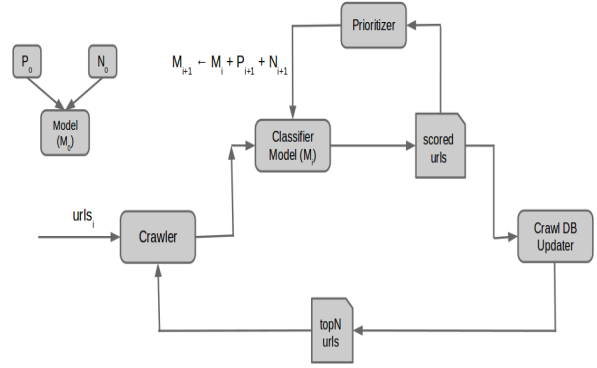 Prioritizer
P0 N0
Mi+1 ← Mi + Pi+1 + Ni+1
Model
(M0)
Classifier
Model (Mi)
scored
urls
urlsi
Crawler
Crawl DB
Updater
topN
urls